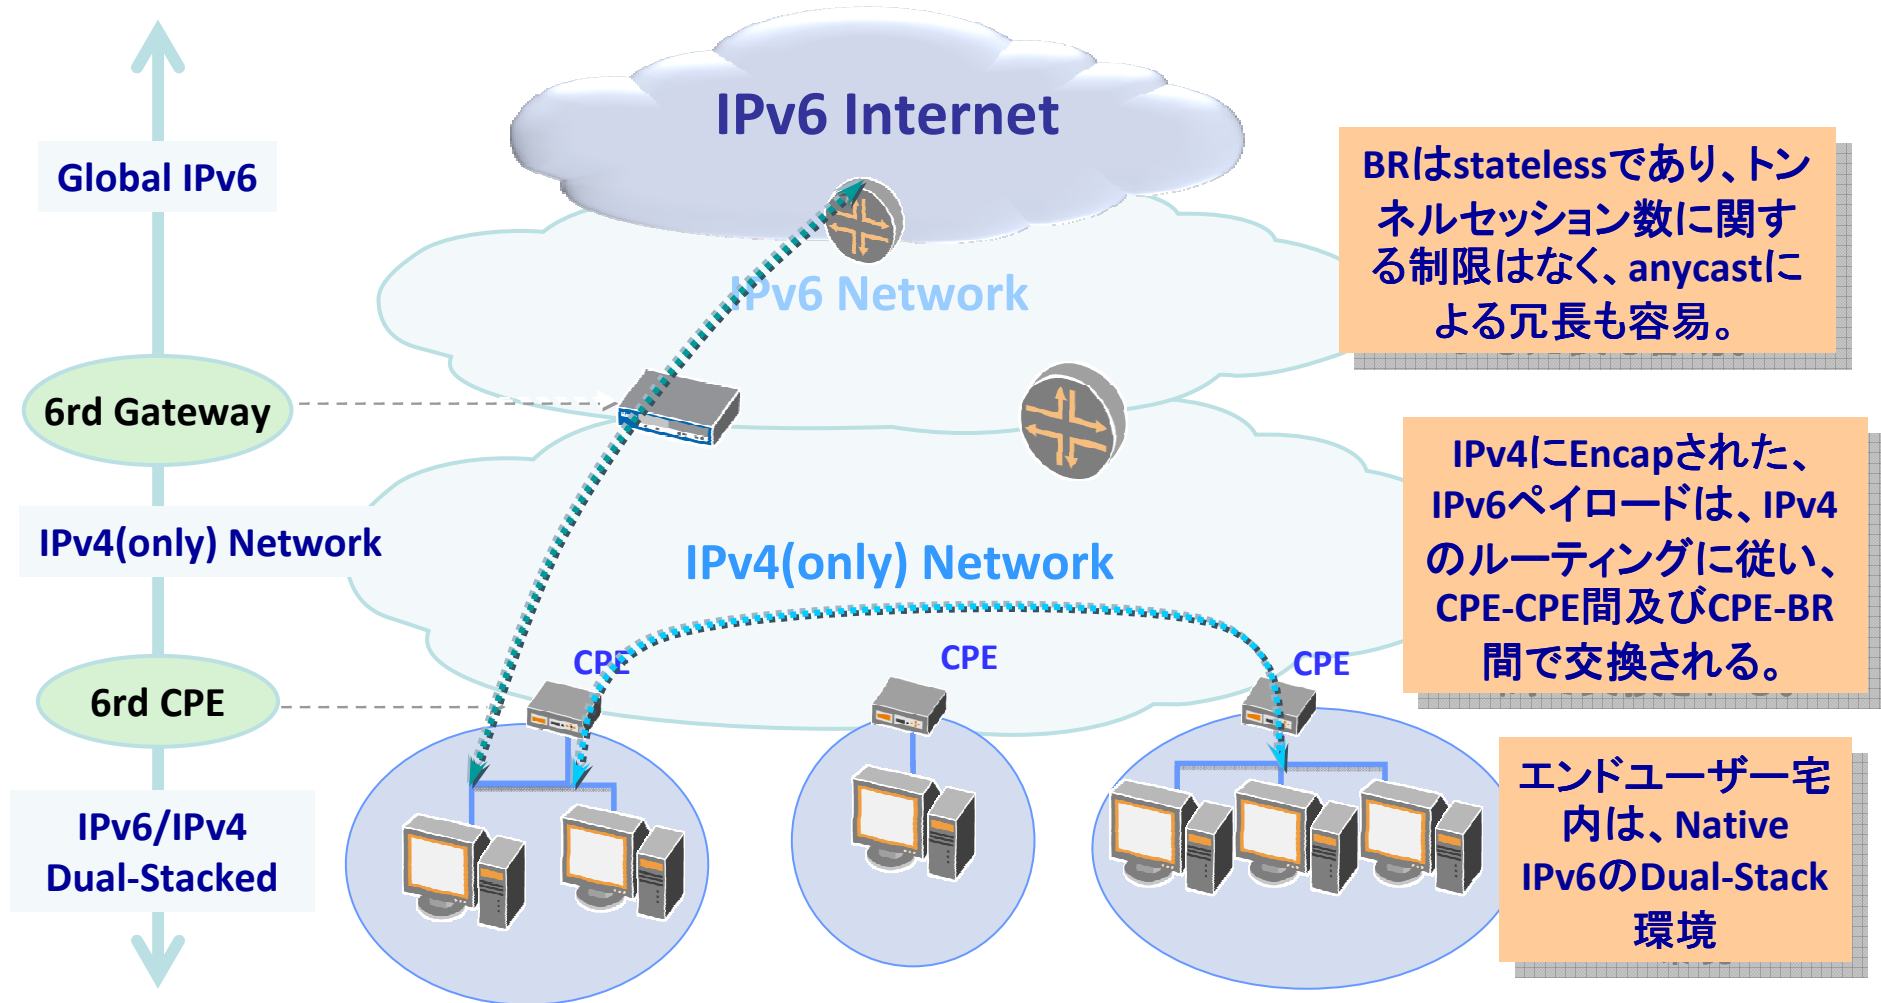 IPv6 Internet
Global IPv6
BRはstatelessであり、トン
ネルセッション数に関す
る制限はなく、anycastに
よる冗長も容易。
IPv6 Network
6rd Gateway
IPv4(only) Network
IPv4(only) Network
IPv4にEncapされた、
IPv6ペイロードは、IPv4
のルーティングに従い、
CPE-CPE間及びCPE-BR
間で交換される。
CPE
CPE
CPE
6rd CPE
IPv6/IPv4
Dual-Stacked
エンドユーザー宅
内は、Native
IPv6のDual-Stack
環境